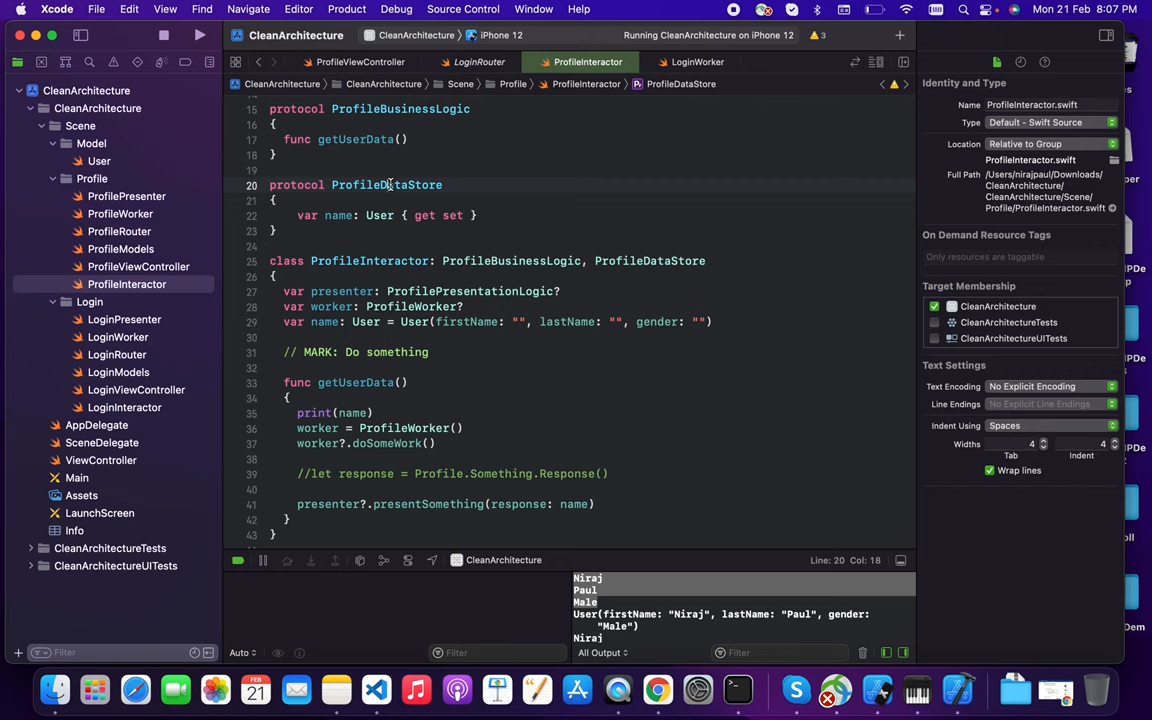 Xcode File Edit View Find Navigate Editor Product Debug Source Control Window Help Mon 21 Feb 8:07 PM
CleanArchitecture
CleanArchitecture iPhone 12
Running CleanArchitecture on iPhone 12
3
ProfileViewController LoginRouter ProfileInteractor LoginWorker
CleanArchitecture CleanArchitecture Scene Profile ProfileInteractor Pr ProfileDataStore
CleanArchitecture
CleanArchitecture
Scene
Model
User
Profile
ProfilePresenter
ProfileWorker
ProfileRouter
ProfileModels
ProfileViewController
ProfileInteractor
Login
LoginPresenter
LoginWorker
LoginRouter
LoginModels
LoginViewController
LoginInteractor
AppDelegate
SceneDelegate
ViewController
Main
Assets
LaunchScreen
Info
CleanArchitectureTests
CleanArchitectureUITests
Filter
15 protocol ProfileBusinessLogic
16 {
17 func getUserData()
18 }
19
20 protocol ProfileDataStore
21 {
22 var name: User { get set }
23 }
24
25 class ProfileInteractor: ProfileBusinessLogic, ProfileDataStore
26 {
27 var presenter: ProfilePresentationLogic?
28 var worker: ProfileWorker?
29 var name: User = User(firstName: "", lastName: "", gender: "")
30
31 // MARK: Do something
32
33 func getUserData()
34 {
35 print(name)
36 worker = ProfileWorker()
37 worker?.doSomeWork()
38
39 //let response = Profile.Something.Response()
40
41 presenter?.presentSomething(response: name)
42 }
43 }
CleanArchitecture
Line: 20 Col: 18
Niraj
Paul
Male
User(firstName: "Niraj", lastName: "Paul", gender:
"Male")
Niraj
Auto
Filter
All Output
Filter
Identity and Type
Name ProfileInteractor.swift
Type Default - Swift Source
Location Relative to Group
ProfileInteractor.swift
Full Path /Users/nirajpaul/Downloads/
CleanArchitecture/
CleanArchitecture/Scene/
Profile/ProfileInteractor.swift
On Demand Resource Tags
Only resources are taggable
Target Membership
CleanArchitecture
CleanArchitectureTests
CleanArchitectureUITests
Text Settings
Text Encoding No Explicit Encoding
Line Endings No Explicit Line Endings
Indent Using Spaces
Widths 4 4
Tab Indent
Wrap lines
FEB
21